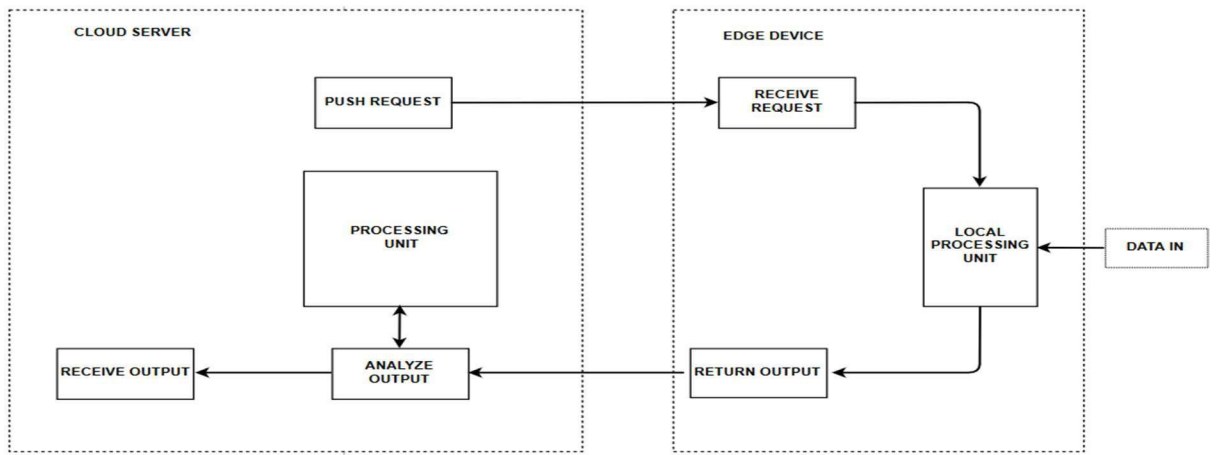 CLOUD SERVER
EDGE DEVICE
PUSH REQUEST
RECEIVE
REQUEST
PROCESSING
UNIT
LOCAL
PROCESSING
UNIT
DATA IN
RECEIVE OUTPUT
ANALYZE
OUTPUT
RETURN OUTPUT